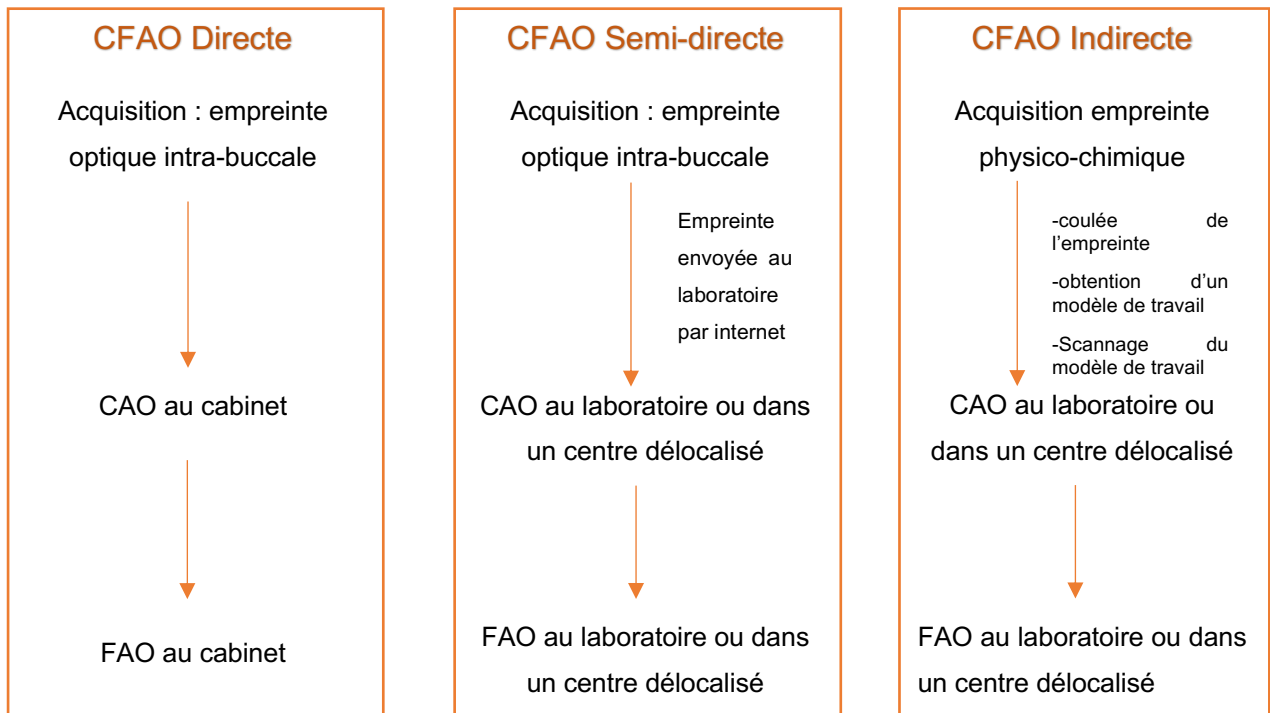 CFAO Directe
Acquisition : empreinte
optique intra-buccale
CAO au cabinet
FAO au cabinet
CFAO Semi-directe
Acquisition : empreinte
optique intra-buccale
Empreinte
envoyée au
laboratoire
par internet
CAO au laboratoire ou dans
un centre délocalisé
FAO au laboratoire ou dans
un centre délocalisé
CFAO Indirecte
Acquisition empreinte
physico-chimique
-coulée de
l’empreinte
-obtention d’un
modèle de travail
-Scannage du
modèle de travail
CAO au laboratoire ou
dans un centre délocalisé
FAO au laboratoire ou dans
un centre délocalisé